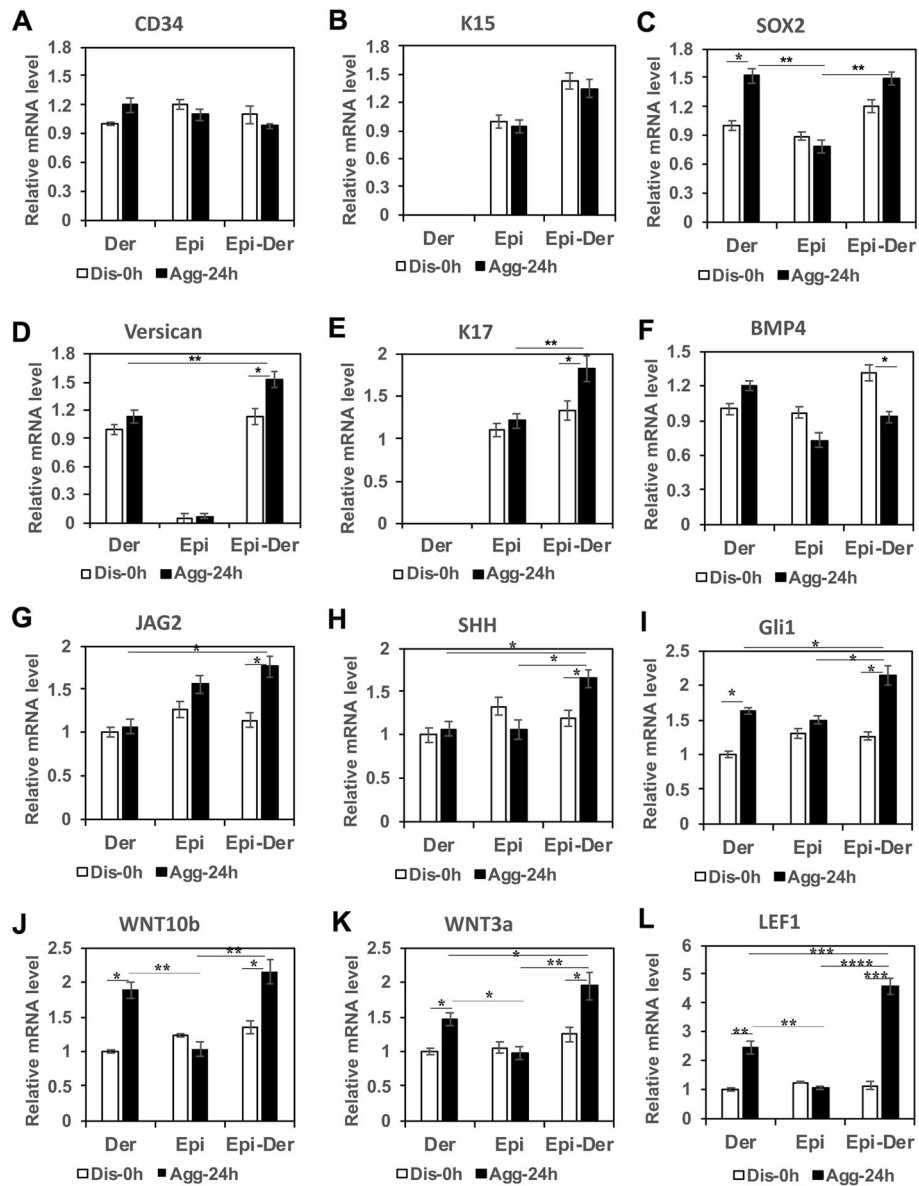 A
CD34
Relative mRNA level
1.8
1.5
1.2
0.9
0.6
0.3
0
Der Epi Epi-Der
Dis-0h Agg-24h
B
K15
Relative mRNA level
1.8
1.5
1.2
0.9
0.6
0.3
0
Der Epi Epi-Der
Dis-0h Agg-24h
C
SOX2
Relative mRNA level
1.8
1.5
1.2
0.9
0.6
0.3
0
* ** **
Der Epi Epi-Der
Dis-0h Agg-24h
D
Versican
Relative mRNA level
1.8
1.5
1.2
0.9
0.6
0.3
0
**
*
Der Epi Epi-Der
Dis-0h Agg-24h
E
K17
Relative mRNA level
2
1
0
**
*
Der Epi Epi-Der
Dis-0h Agg-24h
F
BMP4
Relative mRNA level
1.5
1.2
0.9
0.6
0.3
0
*
Der Epi Epi-Der
Dis-0h Agg-24h
G
JAG2
Relative mRNA level
2
1.5
1
0.5
0
*
*
Der Epi Epi-Der
Dis-0h Agg-24h
H
SHH
Relative mRNA level
2
1.5
1
0.5
0
*
*
*
Der Epi Epi-Der
Dis-0h Agg-24h
I
Gli1
Relative mRNA level
2.5
2
1.5
1
0.5
0
*
*
* *
Der Epi Epi-Der
Dis-0h Agg-24h
J
WNT10b
Relative mRNA level
2.5
2
1.5
1
0.5
0
**
* ** *
Der Epi Epi-Der
Dis-0h Agg-24h
K
WNT3a
Relative mRNA level
2.5
2
1.5
1
0.5
0
*
**
*
* *
Der Epi Epi-Der
Dis-0h Agg-24h
L
LEF1
Relative mRNA level
6
5
4
3
2
1
0
***
****
***
** **
Der Epi Epi-Der
Dis-0h Agg-24h